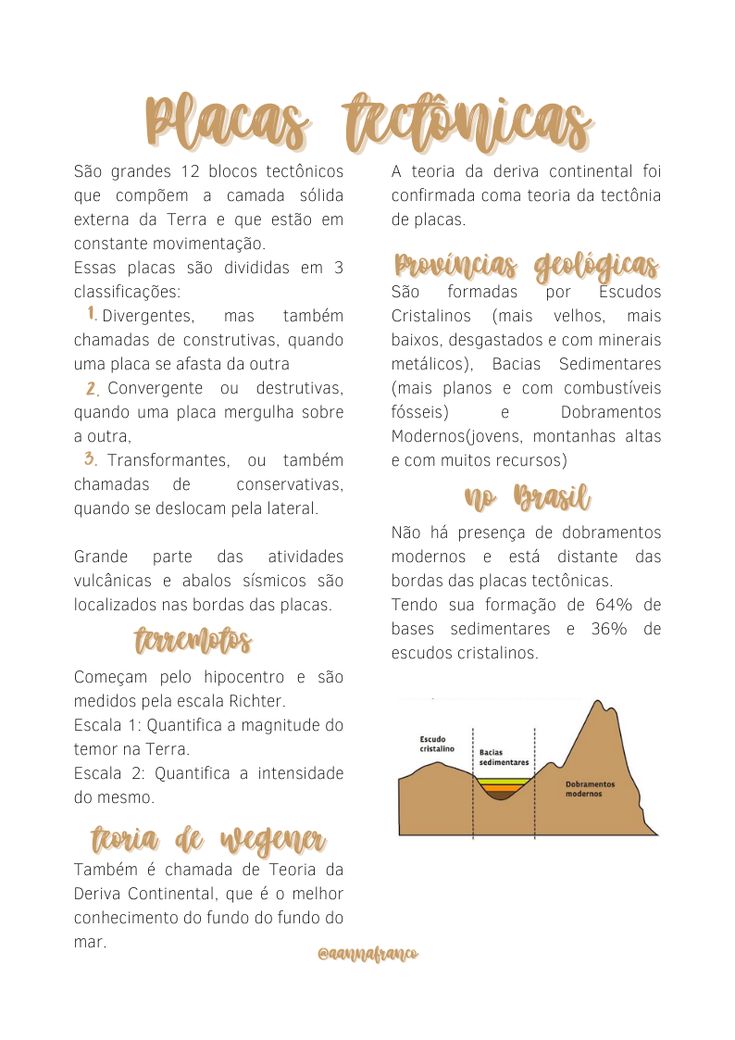 Placas tectônicas
São grandes 12 blocos tectônicos
que compõem a camada sólida
externa da Terra e que estão em
constante movimentação.
Essas placas são divididas em 3
classificações:
1. Divergentes, mas também
chamadas de construtivas, quando
uma placa se afasta da outra
2. Convergente ou destrutivas,
quando uma placa mergulha sobre
a outra,
3. Transformantes, ou também
chamadas de conservativas,
quando se deslocam pela lateral.
Grande parte das atividades
vulcânicas e abalos sísmicos são
localizados nas bordas das placas.
terremotos
Começam pelo hipocentro e são
medidos pela escala Richter.
Escala 1: Quantifica a magnitude do
temor na Terra.
Escala 2: Quantifica a intensidade
do mesmo.
teoria de wegener
Também é chamada de Teoria da
Deriva Continental, que é o melhor
conhecimento do fundo do fundo do
mar.
A teoria da deriva continental foi
confirmada coma teoria da tectônia
de placas.
Províncias geológicas
São formadas por Escudos
Cristalinos (mais velhos, mais
baixos, desgastados e com minerais
metálicos), Bacias Sedimentares
(mais planos e com combustíveis
fósseis) e Dobramentos
Modernos(jovens, montanhas altas
e com muitos recursos)
no Brasil
Não há presença de dobramentos
modernos e está distante das
bordas das placas tectônicas.
Tendo sua formação de 64% de
bases sedimentares e 36% de
escudos cristalinos.
Escudo
cristalino
Bacias
sedimentares
Dobramentos
modernos
@aannafranco